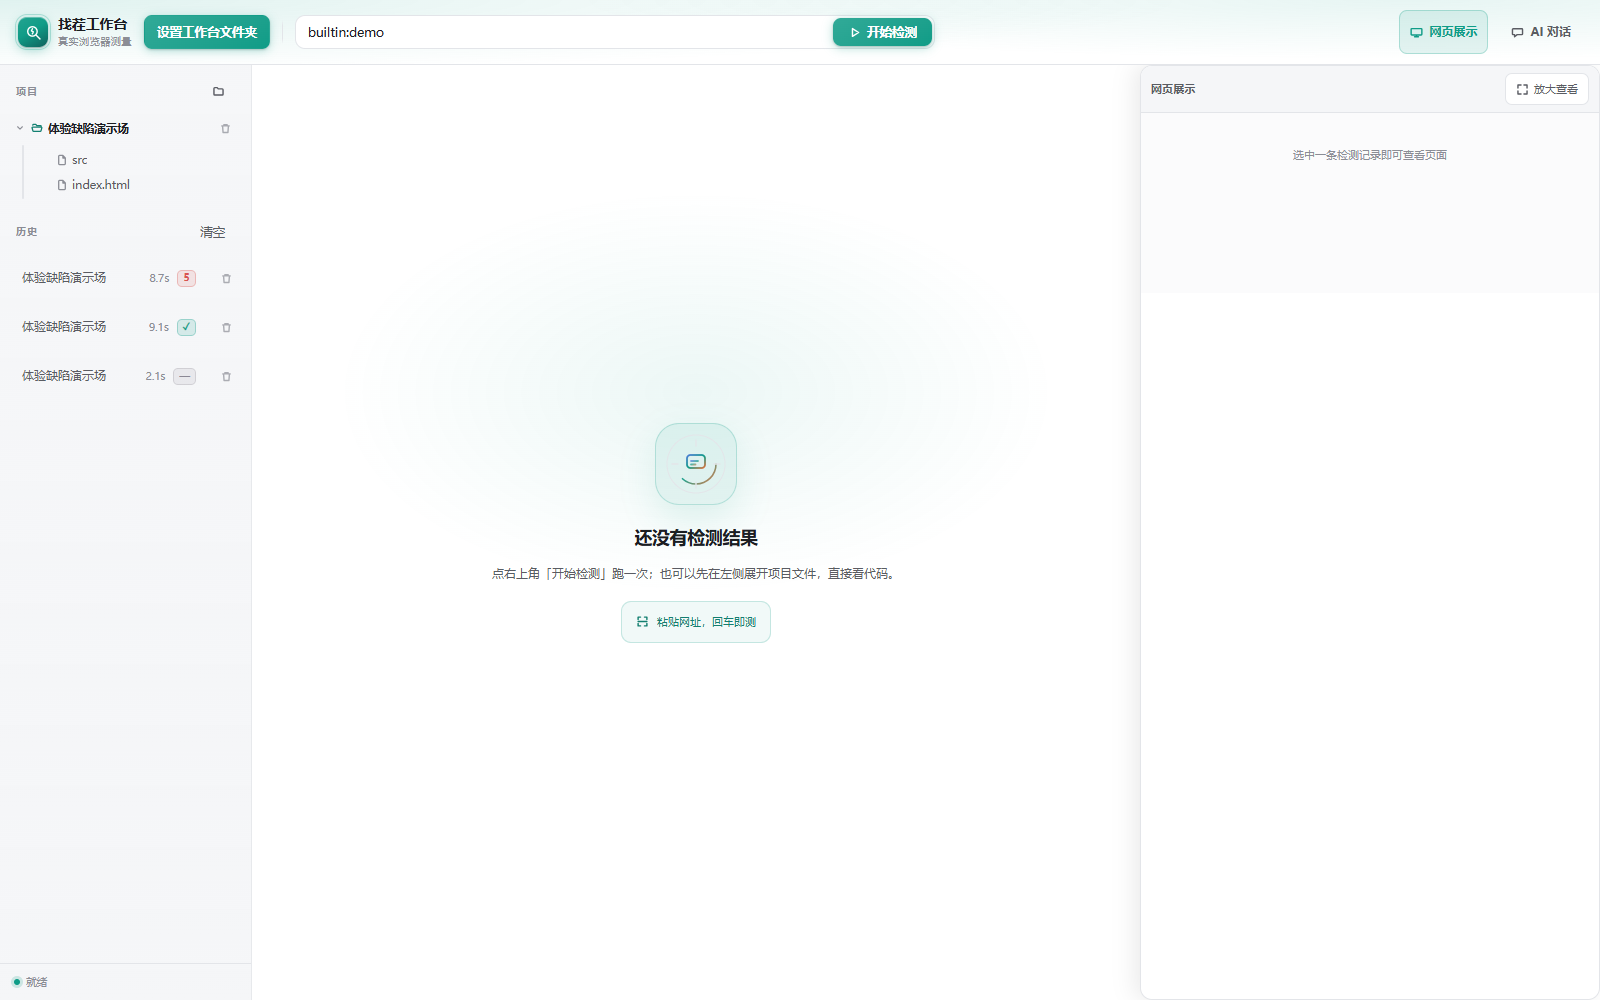 找茬工作台
真实浏览器测量
设置工作台文件夹
builtin:demo
开始检测
网页展示
AI 对话
项目
体验缺陷演示场
src
index.html
历史
清空
体验缺陷演示场 8.7s 5
体验缺陷演示场 9.1s ✓
体验缺陷演示场 2.1s —
就绪
还没有检测结果
点右上角「开始检测」跑一次；也可以先在左侧展开项目文件，直接看代码。
粘贴网址，回车即测
网页展示
放大查看
选中一条检测记录即可查看页面